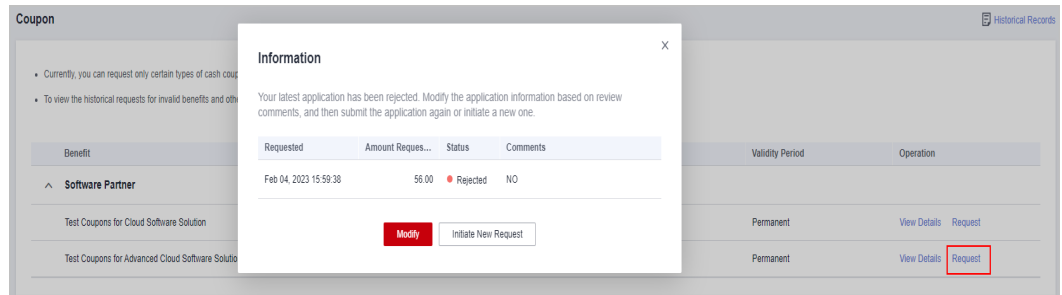 Coupon
Historical Records
Information
X
Currently, you can request only certain types of cash coup
To view the historical requests for invalid benefits and oth
Your latest application has been rejected. Modify the application information based on review
comments, and then submit the application again or initiate a new one.
Requested Amount Reques... Status Comments
Feb 04, 2023 15:59:38 56.00 Rejected NO
Modify Initiate New Request
Benefit Validity Period Operation
Software Partner
Test Coupons for Cloud Software Solution Permanent View Details Request
Test Coupons for Advanced Cloud Software Solutio Permanent View Details Request